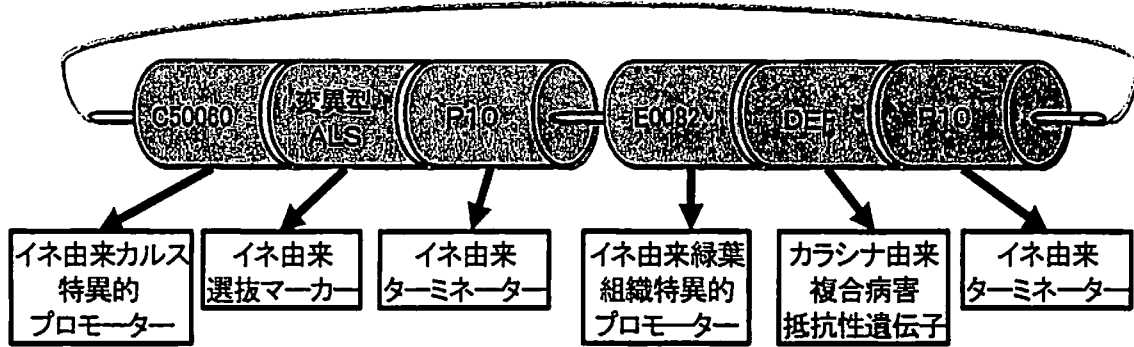 C50060
変異型
ALS
P10
E0082
DEF
P10
イネ由来カルス
特異的
プロモーター
イネ由来
選抜マーカー
イネ由来
ターミネーター
イネ由来緑葉
組織特異的
プロモーター
カラシナ由来
複合病害
抵抗性遺伝子
イネ由来
ターミネーター